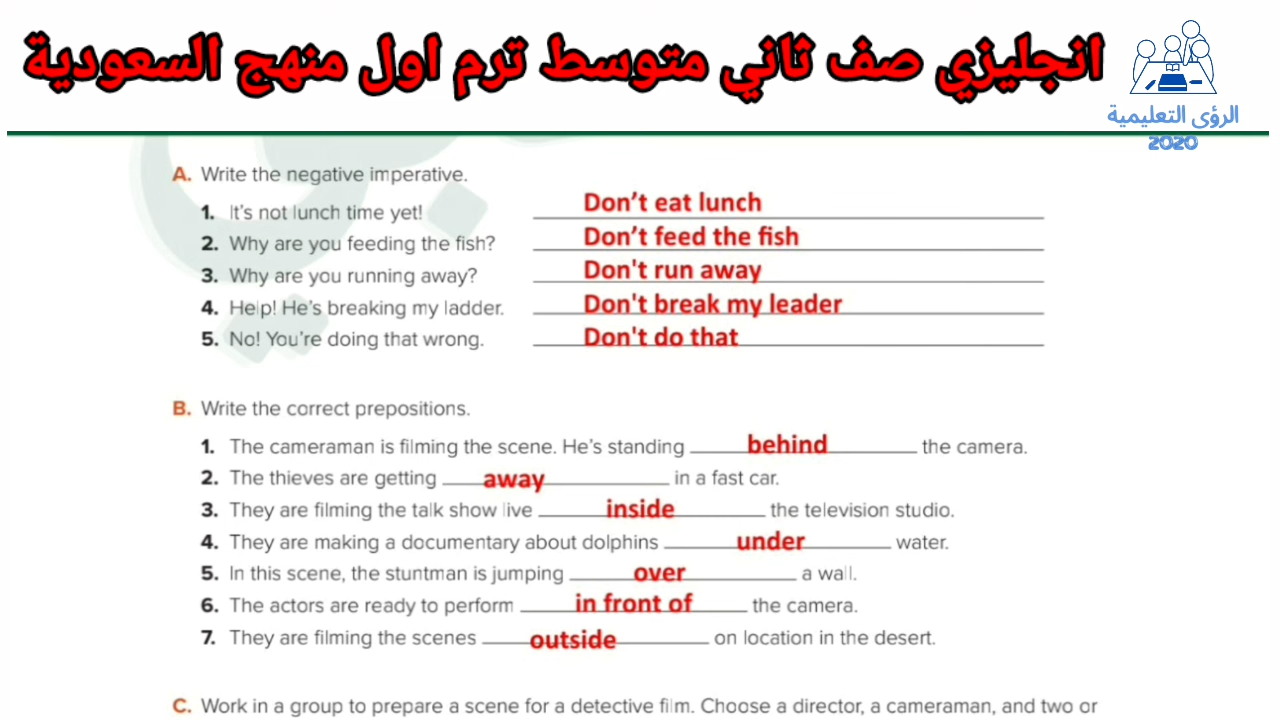 انجليزي صف ثاني متوسط ترم اول منهج السعودية
الرؤى التعليمية
2020
A. Write the negative imperative.
1. It's not lunch time yet! Don't eat lunch
2. Why are you feeding the fish? Don't feed the fish
3. Why are you running away? Don't run away
4. Help! He's breaking my ladder. Don't break my leader
5. No! You're doing that wrong. Don't do that
B. Write the correct prepositions.
1. The cameraman is filming the scene. He's standing behind the camera.
2. The thieves are getting away in a fast car.
3. They are filming the talk show live inside the television studio.
4. They are making a documentary about dolphins under water.
5. In this scene, the stuntman is jumping over a wall.
6. The actors are ready to perform in front of the camera.
7. They are filming the scenes outside on location in the desert.
C. Work in a group to prepare a scene for a detective film. Choose a director, a cameraman, and two or